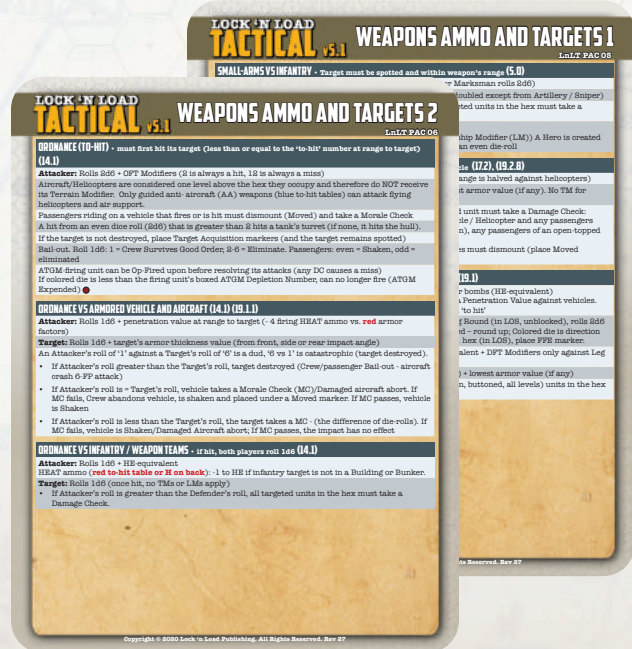 LOCK 'N LOAD
TACTICAL v5.1
WEAPONS AMMO AND TARGETS 1
LnLT PAC 05
SMALL-ARMS VS INFANTRY - Target must be spotted and within weapon's range (5.0)
r Marksman rolls 2d6)
loubled except from Artillery / Sniper)
eted units in the hex must take a
ship Modifier (LM)) A Hero is created
an even die-roll
icle (17.2), (19.2.8)
ange is halved against helicopters)
t armor value (if any). No TM for
d unit must take a Damage Check:
cle / Helicopter and any passengers
n), any passengers of an open-topped
es must dismount (place Moved
(19.1)
r bombs (HE-equivalent)
a Penetration Value against vehicles.
'to hit'
g Round (in LOS, unblocked), rolls 2d6
ed – round up; Colored die is direction
hex (in LOS), place FFE marker.
alent + DFT Modifiers only against Leg
) + lowest armor value (if any)
n, buttoned, all levels) units in the hex
ts Reserved. Rev 27
LOCK 'N LOAD
TACTICAL v5.1
WEAPONS AMMO AND TARGETS 2
LnLT PAC 06
ORDNANCE (TO-HIT) - must first hit its target (less than or equal to the 'to-hit' number at range to target)
(14.1)
Attacker: Rolls 2d6 + OFT Modifiers (2 is always a hit, 12 is always a miss)
Aircraft/Helicopters are considered one level above the hex they occupy and therefore do NOT receive
its Terrain Modifier. Only guided anti- aircraft (AA) weapons (blue to-hit tables) can attack flying
helicopters and air support.
Passengers riding on a vehicle that fires or is hit must dismount (Moved) and take a Morale Check
A hit from an even dice roll (2d6) that is greater than 2 hits a tank's turret (if none, it hits the hull).
If the target is not destroyed, place Target Acquisition markers (and the target remains spotted)
Bail-out. Roll 1d6: 1 = Crew Survives Good Order, 2-6 = Eliminate. Passengers: even = Shaken, odd =
eliminated
ATGM-firing unit can be Op-Fired upon before resolving its attacks (any DC causes a miss)
If colored die is less than the firing unit's boxed ATGM Depletion Number, can no longer fire (ATGM
Expended)
ORDNANCE VS ARMORED VEHICLE AND AIRCRAFT (14.1) (19.1.1)
Attacker: Rolls 1d6 + penetration value at range to target (- 4 firing HEAT ammo vs. red armor
factors)
Target: Rolls 1d6 + target's armor thickness value (from front, side or rear impact angle)
An Attacker's roll of '1' against a Target's roll of '6' is a dud, '6 vs 1' is catastrophic (target destroyed).
• If Attacker's roll greater than the Target's roll, target destroyed (Crew/passenger Bail-out - aircraft
crash 6-FP attack)
• If Attacker's roll is = Target's roll, vehicle takes a Morale Check (MC)/Damaged aircraft abort. If
MC fails, Crew abandons vehicle, is shaken and placed under a Moved marker. If MC passes, vehicle
is Shaken
• If Attacker's roll is less than the Target's roll, the target takes a MC - (the difference of die-rolls). If
MC fails, vehicle is Shaken/Damaged Aircraft abort; If MC passes, the impact has no effect
ORDNANCE VS INFANTRY / WEAPON TEAMS - if hit, both players roll 1d6 (14.1)
Attacker: Rolls 1d6 + HE-equivalent
HEAT ammo (red to-hit table or H on back): -1 to HE if infantry target is not in a Building or Bunker.
Target: Rolls 1d6 (once hit, no TMs or LMs apply)
• If Attacker's roll is greater than the Defender's roll, all targeted units in the hex must take a
Damage Check.
Copyright © 2020 Lock 'n Load Publishing. All Rights Reserved. Rev 27